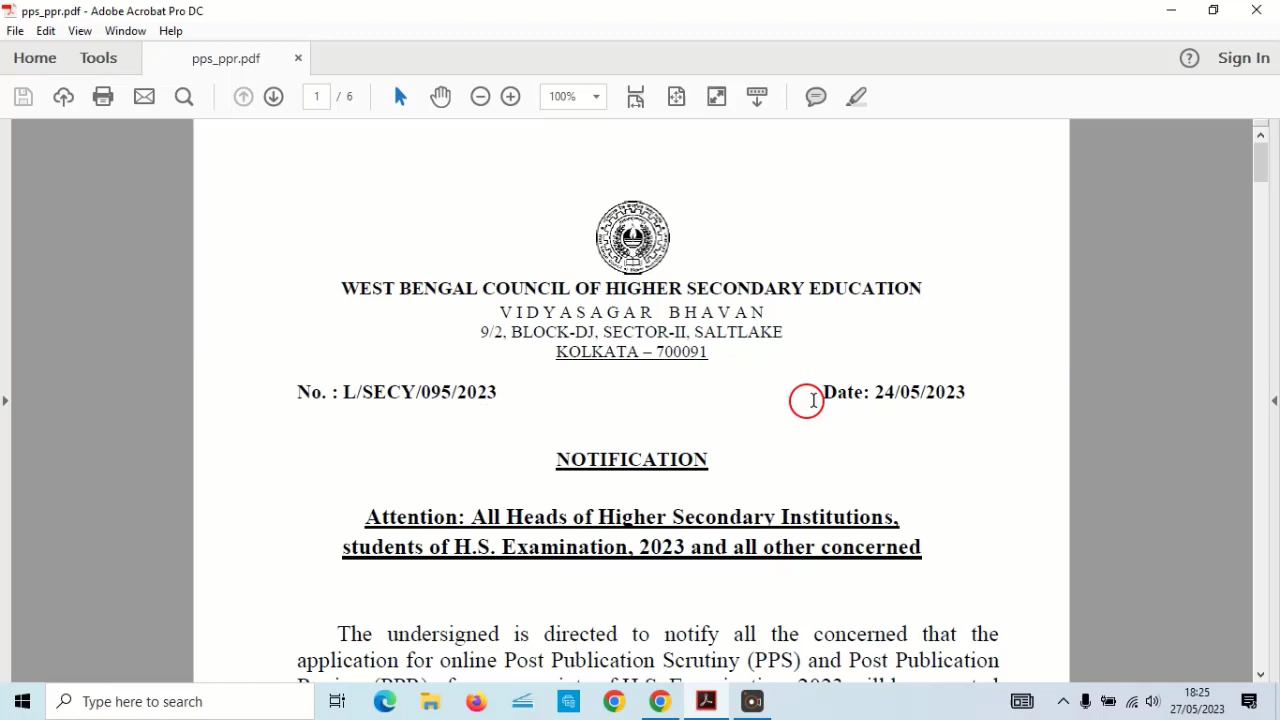 pps_ppr.pdf - Adobe Acrobat Pro DC
File Edit View Window Help
Home Tools pps_ppr.pdf × Sign In
1 / 6 100%
WEST BENGAL COUNCIL OF HIGHER SECONDARY EDUCATION
VIDYASAGAR BHAVAN
9/2, BLOCK-DJ, SECTOR-II, SALTLAKE
KOLKATA – 700091
No. : L/SECY/095/2023 Date: 24/05/2023
NOTIFICATION
Attention: All Heads of Higher Secondary Institutions,
students of H.S. Examination, 2023 and all other concerned
The undersigned is directed to notify all the concerned that the
application for online Post Publication Scrutiny (PPS) and Post Publication
Type here to search
18:25
27/05/2023